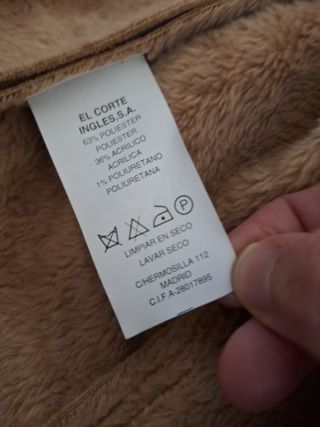 EL CORTE
INGLES,S.A.
63% POLIESTER
POLIESTER
36% ACRILICO
ACRILICA
1% POLIURETANO
POLIURETANA
P
LIMPIAR EN SECO
LAVAR SECO
C/HERMOSILLA 112
MADRID
C.I.F.A-28017895